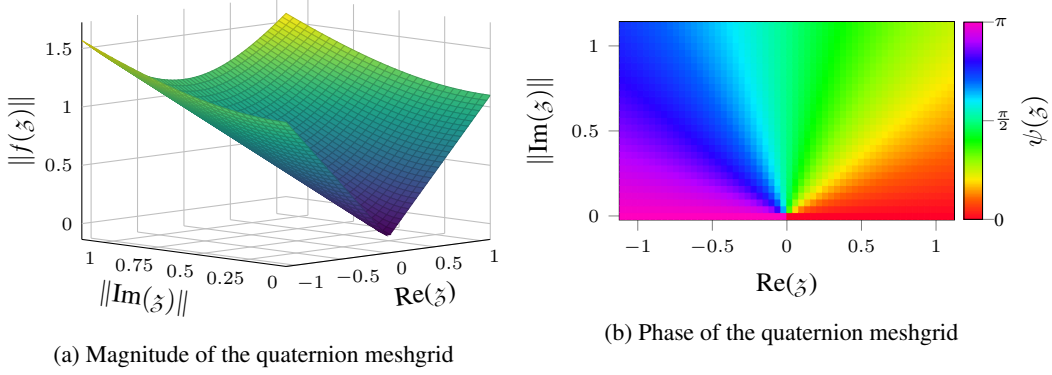 1.5
1
0.5
0
‖f(𝓏)‖
1 0.75 0.5 0.25 0
‖Im(𝓏)‖
−1 −0.5 0 0.5 1
Re(𝓏)
(a) Magnitude of the quaternion meshgrid
1
0.5
0
‖Im(𝓏)‖
−1 −0.5 0 0.5 1
Re(𝓏)
π
π/2
0
ψ(𝓏)
(b) Phase of the quaternion meshgrid